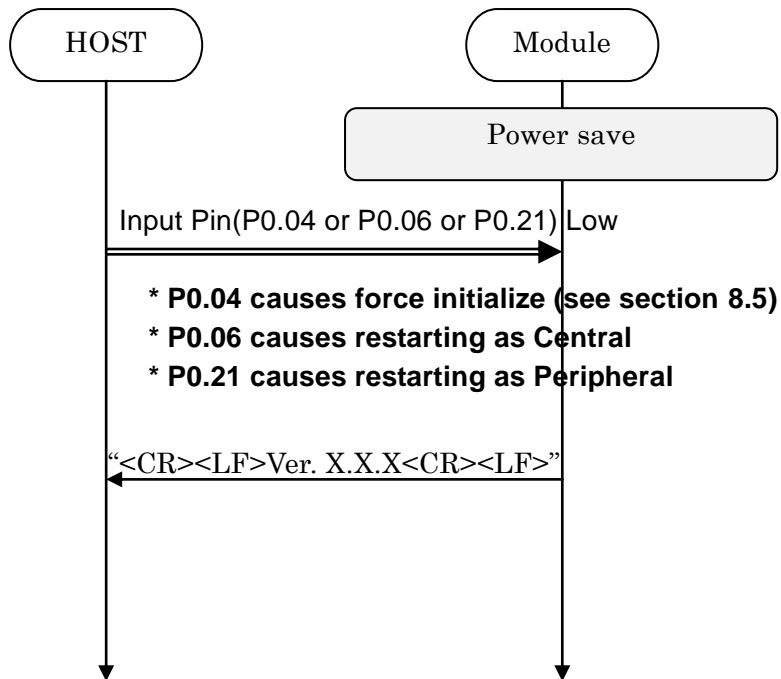 HOST
Module
Power save
Input Pin(P0.04 or P0.06 or P0.21) Low
* P0.04 causes force initialize (see section 8.5)
* P0.06 causes restarting as Central
* P0.21 causes restarting as Peripheral
“<CR><LF>Ver. X.X.X<CR><LF>”